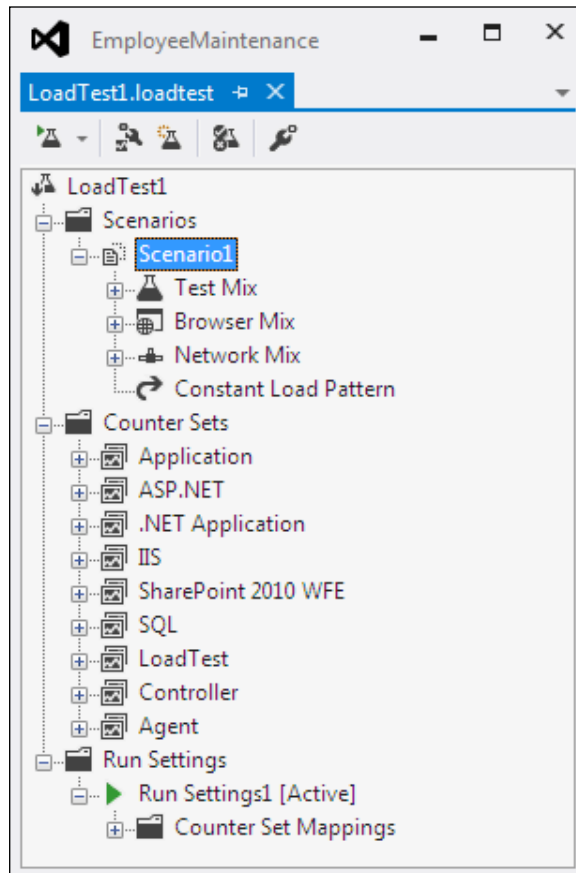 EmployeeMaintenance
LoadTest1.loadtest
LoadTest1
Scenarios
Scenario1
Test Mix
Browser Mix
Network Mix
Constant Load Pattern
Counter Sets
Application
ASP.NET
.NET Application
IIS
SharePoint 2010 WFE
SQL
LoadTest
Controller
Agent
Run Settings
Run Settings1 [Active]
Counter Set Mappings